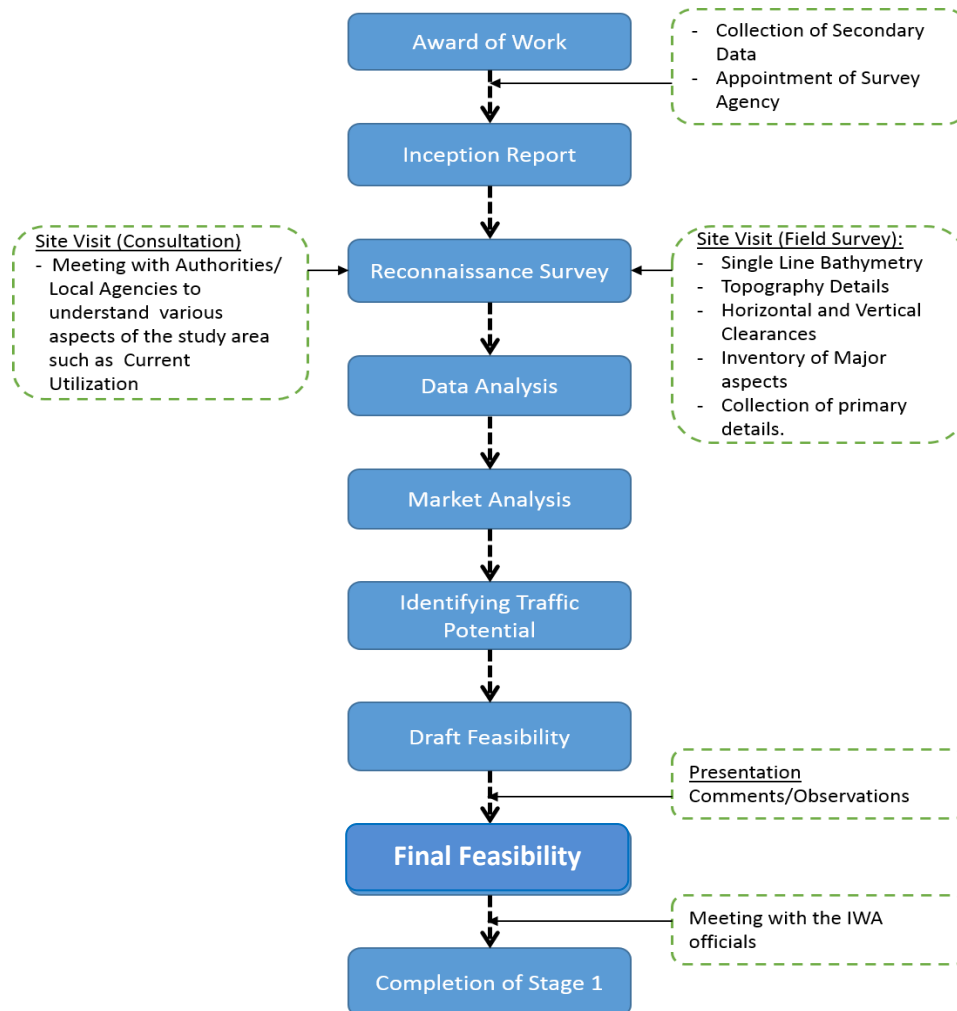 Award of Work
- Collection of Secondary
Data
- Appointment of Survey
Agency
Inception Report
Site Visit (Consultation)
- Meeting with Authorities/
Local Agencies to
understand various
aspects of the study area
such as Current
Utilization
Reconnaissance Survey
Site Visit (Field Survey):
- Single Line Bathymetry
- Topography Details
- Horizontal and Vertical
Clearances
- Inventory of Major
aspects
- Collection of primary
details.
Data Analysis
Market Analysis
Identifying Traffic
Potential
Draft Feasibility
Presentation
Comments/Observations
Final Feasibility
Meeting with the IWA
officials
Completion of Stage 1